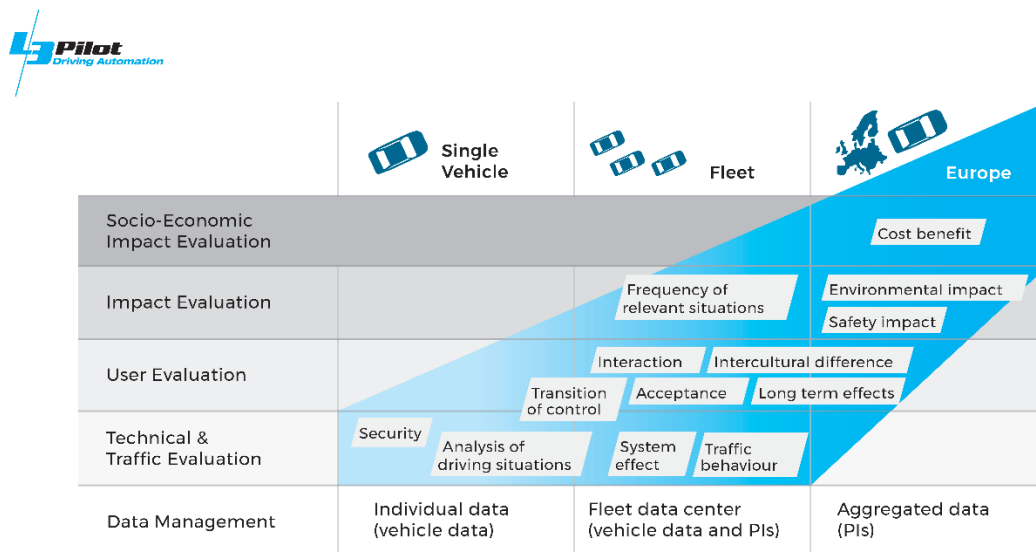 L3Pilot
Driving Automation
Single
Vehicle
Fleet
Europe
Socio-Economic
Impact Evaluation
Cost benefit
Impact Evaluation
Frequency of
relevant situations
Environmental impact
Safety impact
User Evaluation
Interaction
Intercultural difference
Transition
of control
Acceptance
Long term effects
Technical &
Traffic Evaluation
Security
Analysis of
driving situations
System
effect
Traffic
behaviour
Data Management
Individual data
(vehicle data)
Fleet data center
(vehicle data and PIs)
Aggregated data
(PIs)